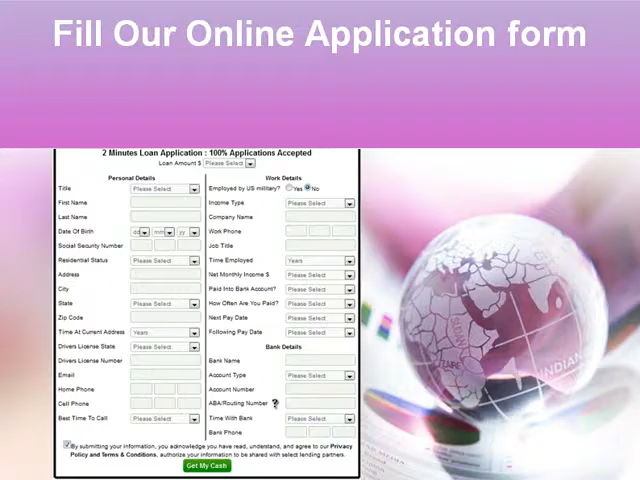 Fill Our Online Application form
2 Minutes Loan Application : 100% Applications Accepted
Loan Amount $ Please Select
Personal Details
Title Please Select
First Name
Last Name
Date Of Birth dd mm yy
Social Security Number
Residential Status Please Select
Address
City
State Please Select
Zip Code
Time At Current Address Years
Drivers License State Please Select
Drivers License Number
Email
Home Phone
Cell Phone
Best Time To Call Please Select
Work Details
Employed by US military? Yes No
Income Type Please Select
Company Name
Work Phone
Job Title
Time Employed Years
Net Monthly Income $ Please Select
Paid Into Bank Account? Please Select
How Often Are You Paid? Please Select
Next Pay Date Please Select
Following Pay Date Please Select
Bank Details
Bank Name
Account Type Please Select
Account Number
ABA/Routing Number ?
Time With Bank Please Select
Bank Phone
By submitting your information, you acknowledge you have read, understand, and agree to our Privacy
Policy and Terms & Conditions, authorize your information to be shared with select lending partners.
Get My Cash
SUDAN
ZAIRE
INDIAN